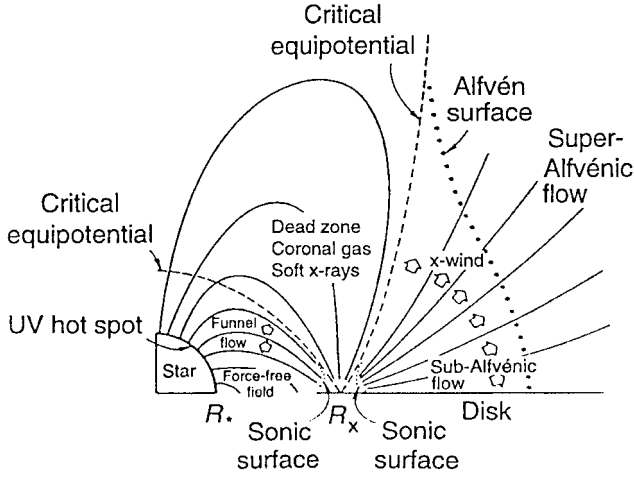 Critical
equipotential
Alfvén
surface
Super-
Alfvénic
flow
Critical
equipotential
Dead zone
Coronal gas
Soft x-rays
x-wind
UV hot spot
Funnel
flow
Star
Force-free
field
Sub-Alfvénic
flow
R* Rx Disk
Sonic
surface
Sonic
surface